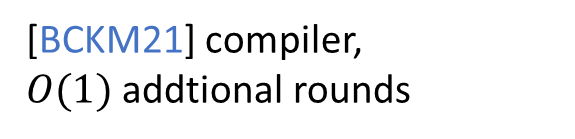 [BCKM21] compiler,
O(1) addtional rounds